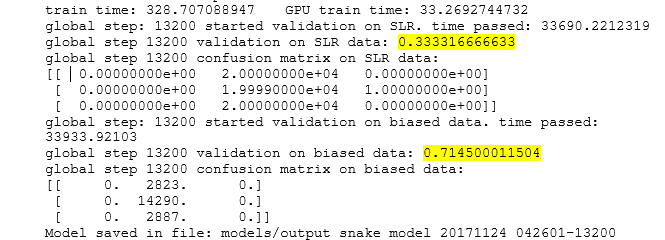 train time: 328.707088947 GPU train time: 33.2692744732
global step: 13200 started validation on SLR. time passed: 33690.2212319
global step 13200 validation on SLR data: 0.333316666633
global step 13200 confusion matrix on SLR data:
[[ 0.00000000e+00 2.00000000e+04 0.00000000e+00]
[ 0.00000000e+00 1.99990000e+04 1.00000000e+00]
[ 0.00000000e+00 2.00000000e+04 0.00000000e+00]]
global step: 13200 started validation on biased data. time passed:
33933.92103
global step 13200 validation on biased data: 0.714500011504
global step 13200 confusion matrix on biased data:
[[ 0. 2823. 0.]
[ 0. 14290. 0.]
[ 0. 2887. 0.]]
Model saved in file: models/output snake model 20171124 042601-13200